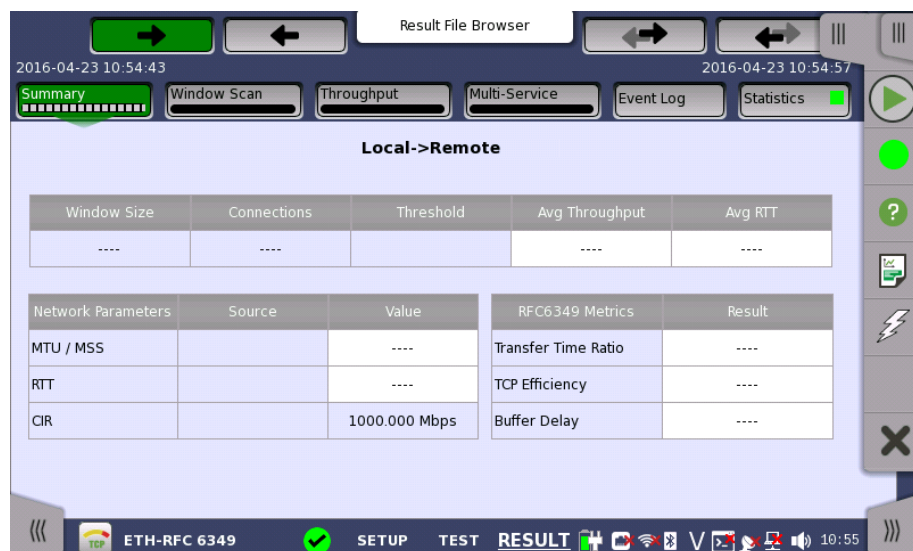 Result File Browser
2016-04-23 10:54:43
2016-04-23 10:54:57
Summary
Window Scan
Throughput
Multi-Service
Event Log
Statistics
Local->Remote
Window Size Connections Threshold Avg Throughput Avg RTT
---- ---- ---- ----
Network Parameters Source Value
MTU / MSS ----
RTT ----
CIR 1000.000 Mbps
RFC6349 Metrics Result
Transfer Time Ratio ----
TCP Efficiency ----
Buffer Delay ----
TCP ETH-RFC 6349 SETUP TEST RESULT V 10:55